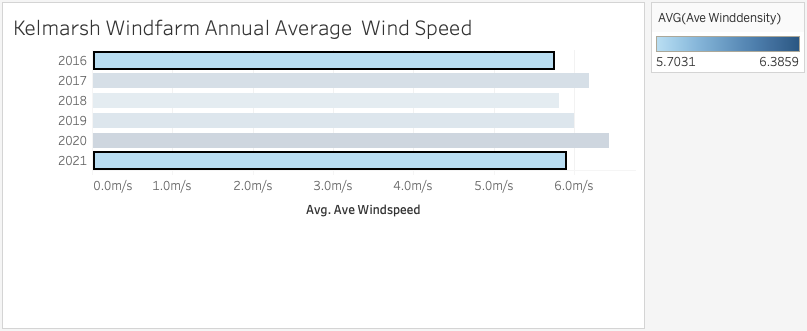 Kelmarsh Windfarm Annual Average  Wind Speed
2016
2017
2018
2019
2020
2021
0.0m/s 1.0m/s 2.0m/s 3.0m/s 4.0m/s 5.0m/s 6.0m/s
Avg. Ave Windspeed
AVG(Ave Winddensity)
5.7031 6.3859